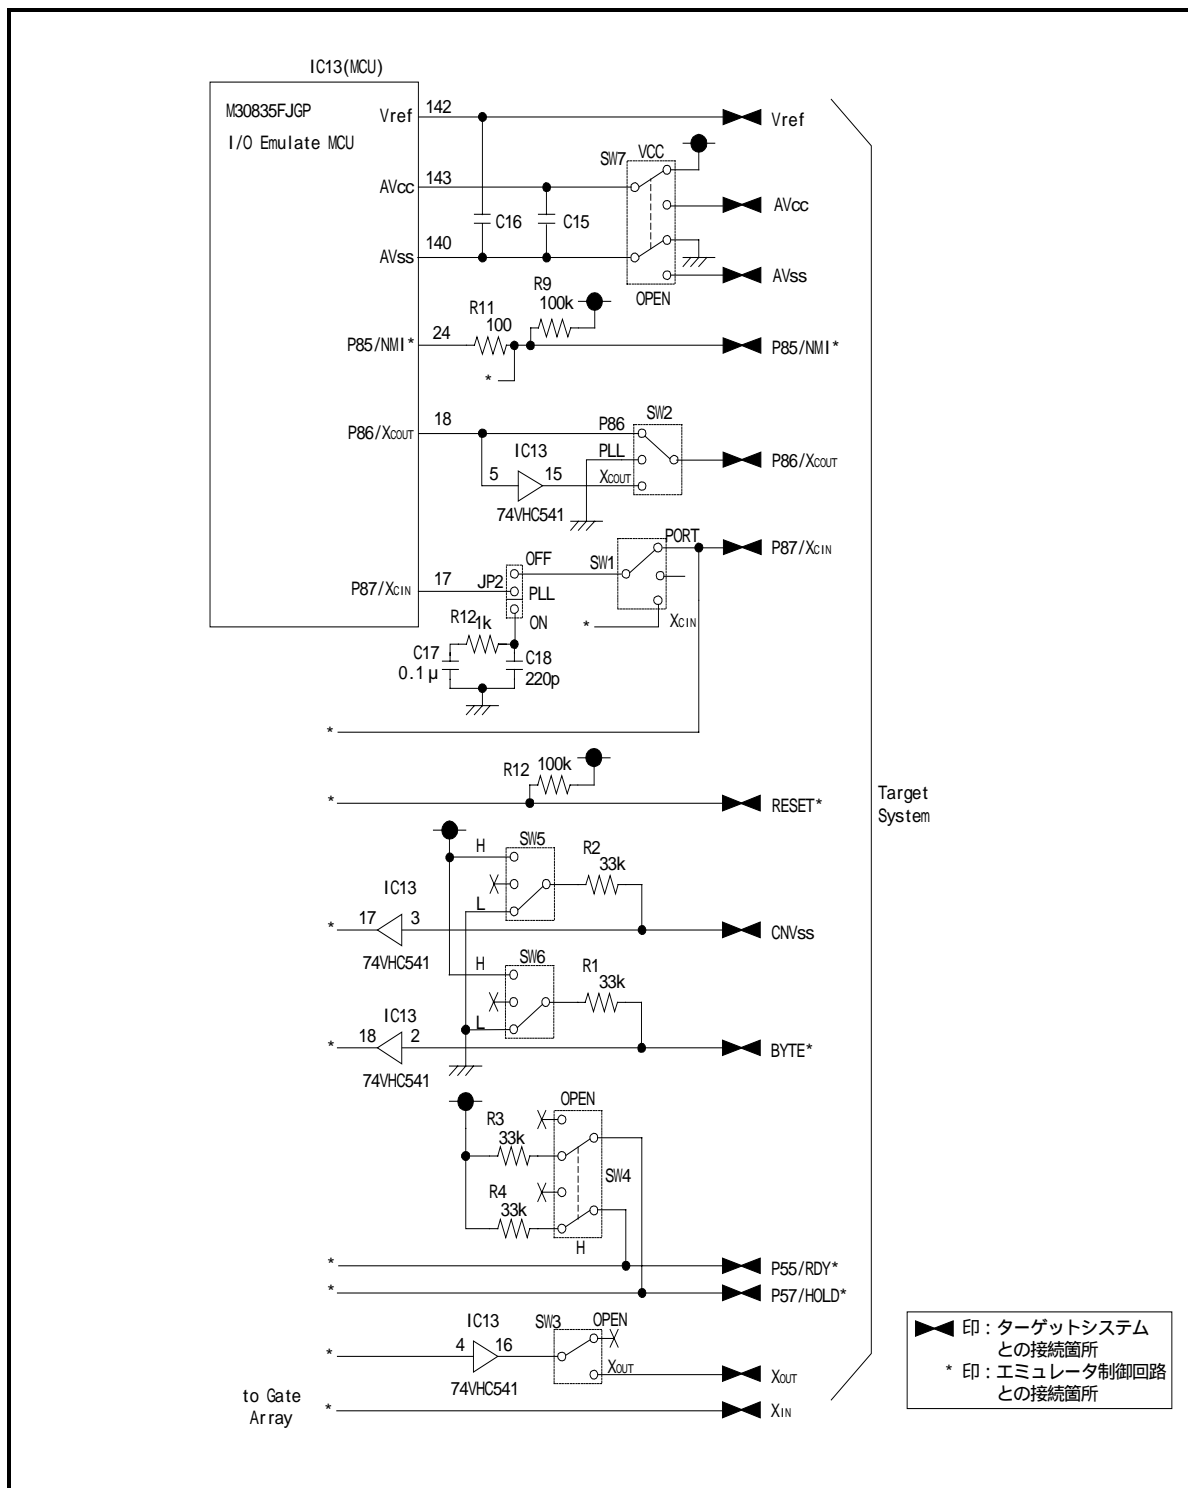 IC13(MCU)
M30835FJGP
I/O Emulate MCU
Vref 142 Vref
SW7 VCC
AVcc 143 AVcc
C16 C15
AVss 140 AVss
OPEN
R9
100k
R11
100
P85/NMI* 24 P85/NMI*
*
SW2
P86/XCOUT 18 P86 P86/XCOUT
IC13 PLL
5 15 XCOUT
74VHC541
PORT P87/XCIN
OFF SW1
P87/XCIN 17 JP2 PLL
ON XCIN
*
R12 1k
C17 C18
0.1μ 220p
*
R12 100k
* RESET*
Target
System
SW5
H R2
33k
IC13 L
* 17 3 CNVss
74VHC541
SW6
H R1
33k
IC13 L
* 18 2 BYTE*
74VHC541
OPEN
R3
33k
SW4
R4
33k
H
* P55/RDY*
* P57/HOLD*
IC13 SW3 OPEN
* 4 16 XOUT XOUT
74VHC541
to Gate
Array
* XIN
印：ターゲットシステム
との接続箇所
* 印：エミュレータ制御回路
との接続箇所